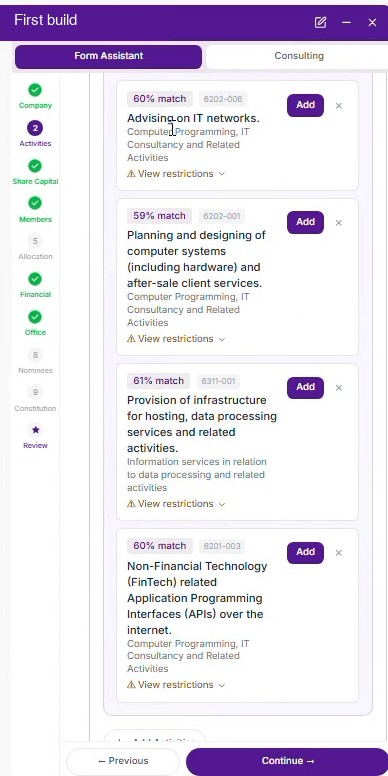 First build
Form Assistant
Consulting
Company
2
Activities
Share Capital
Members
5
Allocation
Financial
Office
8
Nominees
9
Constitution
Review
60% match 6202-006
Add
Advising on IT networks.
Computer Programming, IT
Consultancy and Related
Activities
View restrictions
59% match 6202-001
Add
Planning and designing of
computer systems
(including hardware) and
after-sale client services.
Computer Programming, IT
Consultancy and Related
Activities
View restrictions
61% match 6311-001
Add
Provision of infrastructure
for hosting, data processing
services and related
activities.
Information services in relation
to data processing and related
activities
View restrictions
60% match 6201-003
Add
Non-Financial Technology
(FinTech) related
Application Programming
Interfaces (APIs) over the
internet.
Computer Programming, IT
Consultancy and Related
Activities
View restrictions
← Previous
Continue →